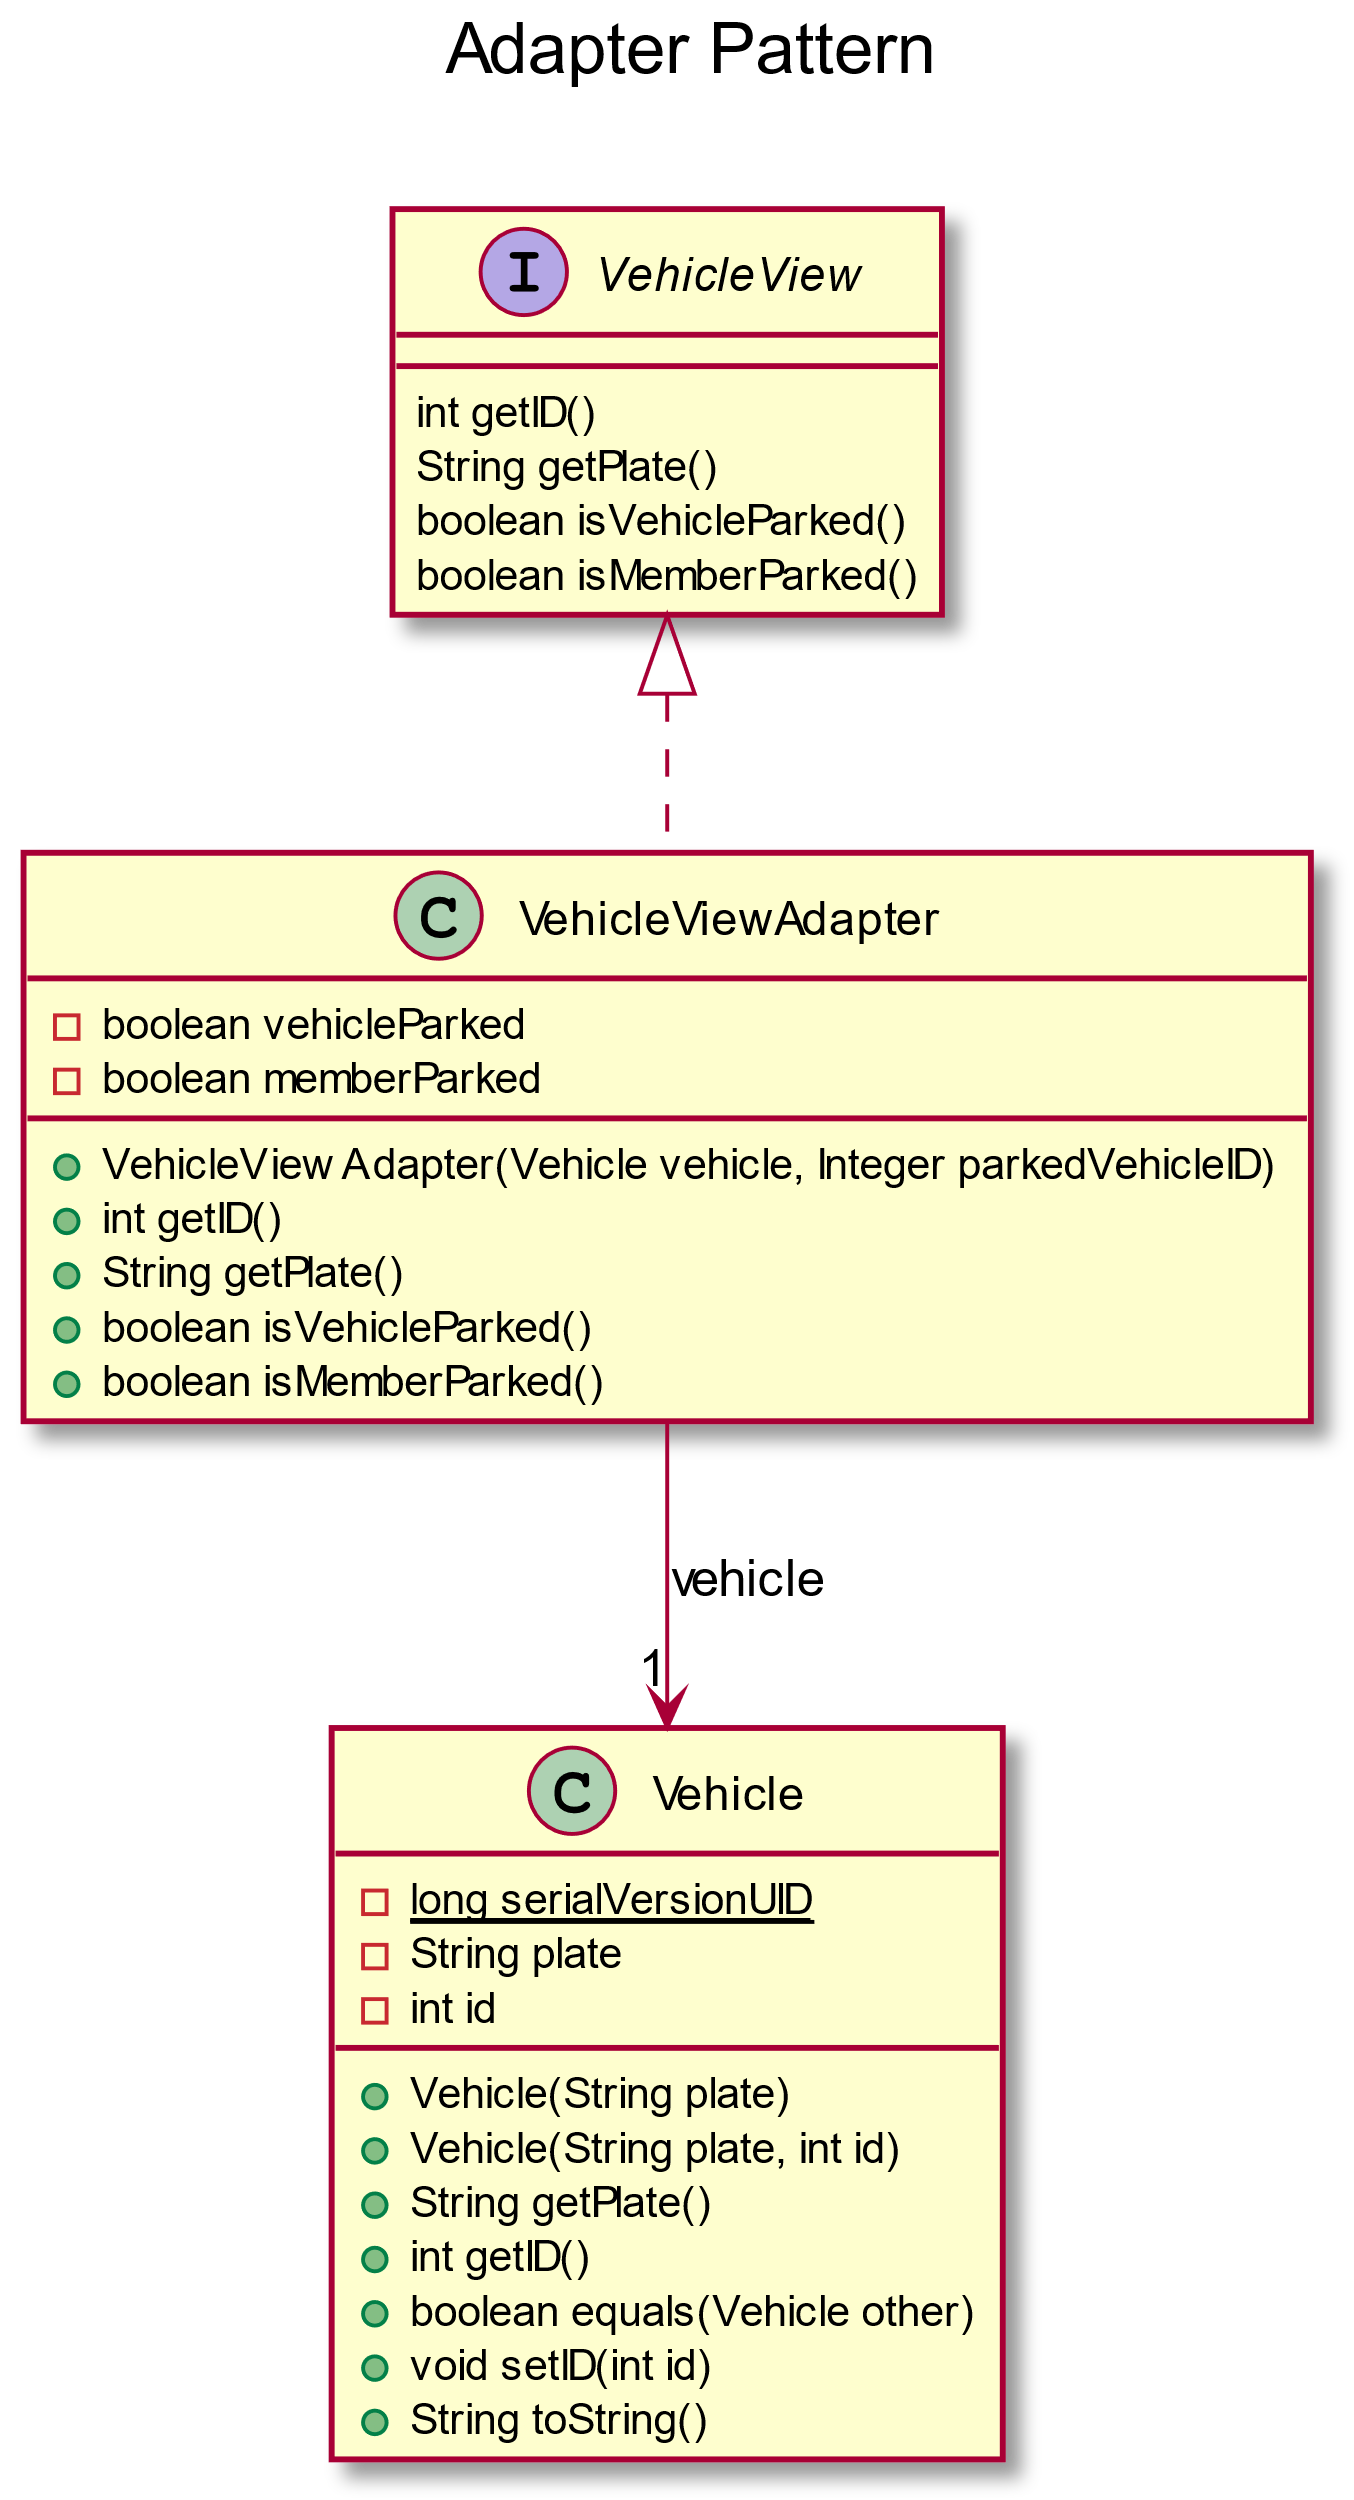 Adapter Pattern
I VehicleView
int getID()
String getPlate()
boolean isVehicleParked()
boolean isMemberParked()
C VehicleViewAdapter
boolean vehicleParked
boolean memberParked
VehicleViewAdapter(Vehicle vehicle, Integer parkedVehicleID)
int getID()
String getPlate()
boolean isVehicleParked()
boolean isMemberParked()
vehicle
1
C Vehicle
long serialVersionUID
String plate
int id
Vehicle(String plate)
Vehicle(String plate, int id)
String getPlate()
int getID()
boolean equals(Vehicle other)
void setID(int id)
String toString()